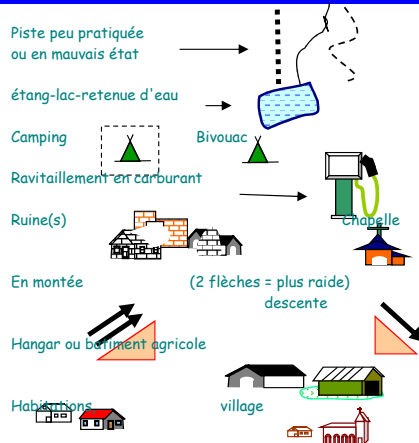 Piste peu pratiquée
ou en mauvais état
étang-lac-retenue d'eau
Camping Bivouac
Ravitaillement en carburant
Ruine(s) Chapelle
En montée (2 flèches = plus raide)
descente
Hangar ou bâtiment agricole
Habitations village